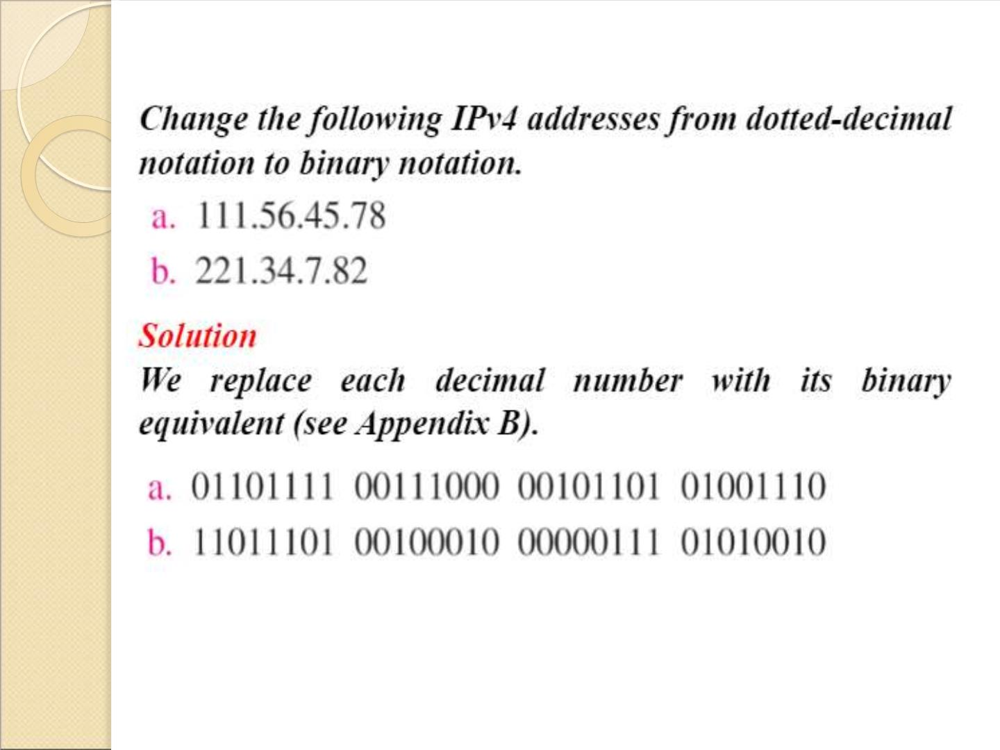 Change the following IPv4 addresses from dotted-decimal
notation to binary notation.
a. 111.56.45.78
b. 221.34.7.82
Solution
We replace each decimal number with its binary
equivalent (see Appendix B).
a. 01101111 00111000 00101101 01001110
b. 11011101 00100010 00000111 01010010